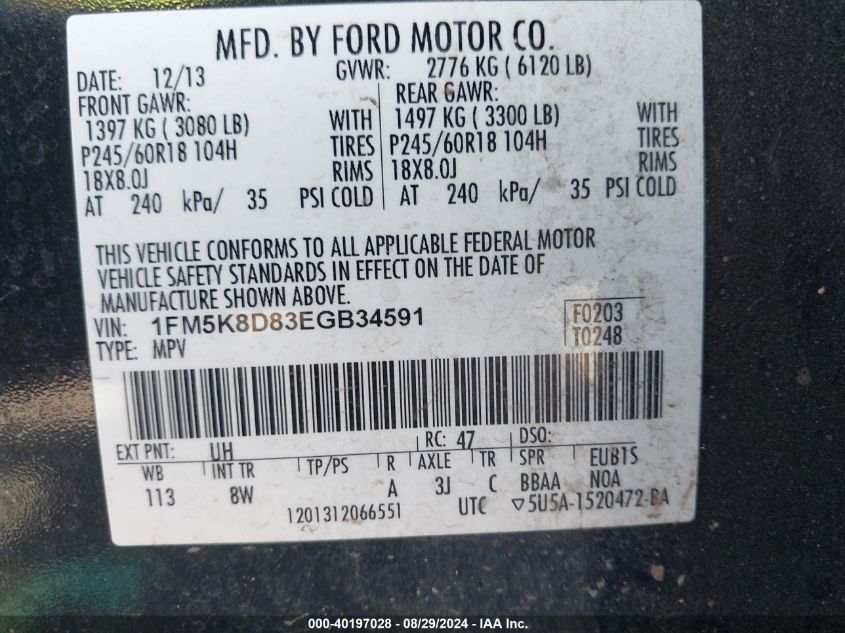 MFD. BY FORD MOTOR CO.
DATE: 12/13 GVWR: 2776 KG ( 6120 LB)
FRONT GAWR: REAR GAWR:
1397 KG ( 3080 LB) WITH 1497 KG ( 3300 LB) WITH
P245/60R18 104H TIRES P245/60R18 104H TIRES
18X8.0J RIMS 18X8.0J RIMS
AT 240 kPa/ 35 PSI COLD AT 240 kPa/ 35 PSI COLD
THIS VEHICLE CONFORMS TO ALL APPLICABLE FEDERAL MOTOR
VEHICLE SAFETY STANDARDS IN EFFECT ON THE DATE OF
MANUFACTURE SHOWN ABOVE.
VIN: 1FM5K8D83EGB34591 F0203
TYPE: MPV T0248
EXT PNT: UH RC: 47 DSO:
WB INT TR TP/PS R AXLE TR SPR EUB1S
113 8W A 3J C BBAA NOA
1201312066551 UTC ▽5U5A-1520472-BA
000-40197028 - 08/29/2024 - IAA Inc.